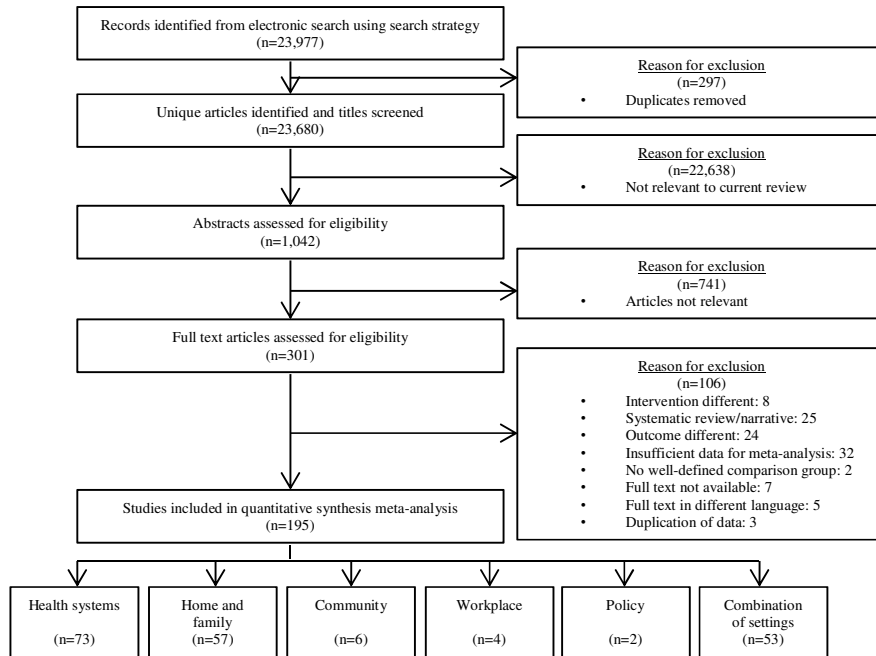 Records identified from electronic search using search strategy
(n=23,977)
Reason for exclusion
(n=297)
• Duplicates removed
Unique articles identified and titles screened
(n=23,680)
Reason for exclusion
(n=22,638)
• Not relevant to current review
Abstracts assessed for eligibility
(n=1,042)
Reason for exclusion
(n=741)
• Articles not relevant
Full text articles assessed for eligibility
(n=301)
Reason for exclusion
(n=106)
• Intervention different: 8
• Systematic review/narrative: 25
• Outcome different: 24
• Insufficient data for meta-analysis: 32
• No well-defined comparison group: 2
• Full text not available: 7
• Full text in different language: 5
• Duplication of data: 3
Studies included in quantitative synthesis meta-analysis
(n=195)
Health systems
(n=73)
Home and
family
(n=57)
Community
(n=6)
Workplace
(n=4)
Policy
(n=2)
Combination
of settings
(n=53)